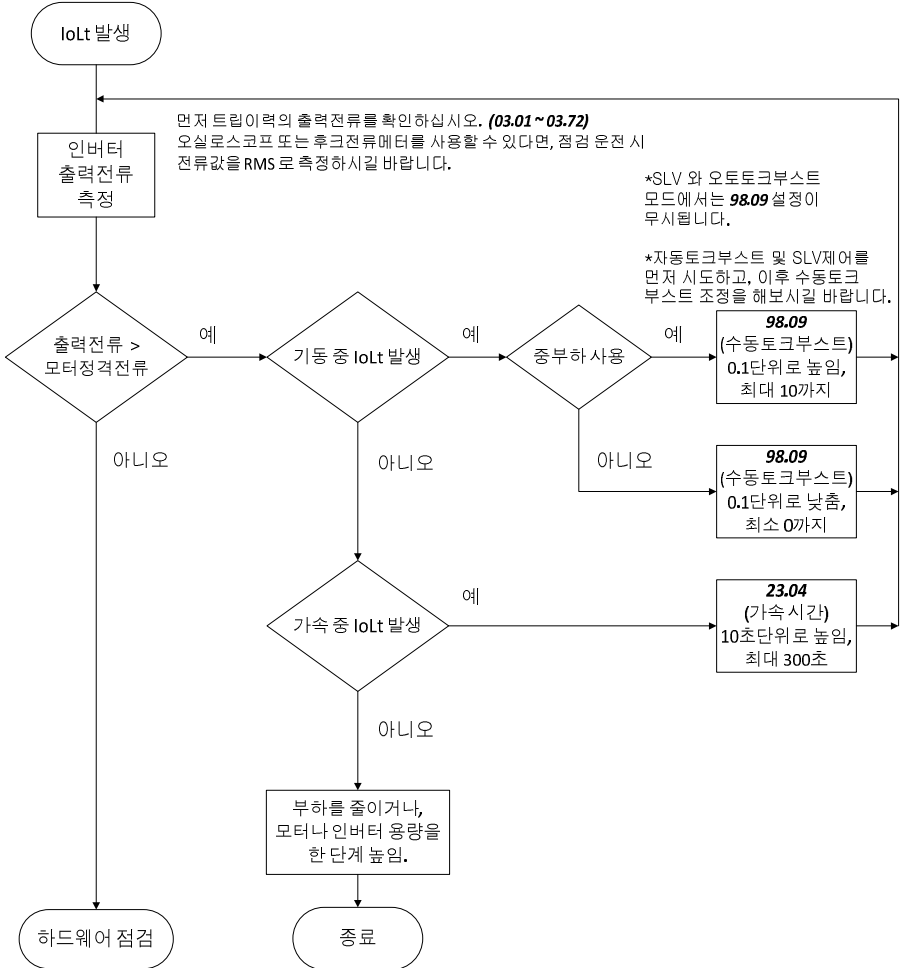 IoLt 발생
먼저 트립이력의 출력전류를 확인하십시오. (03.01 ~ 03.72)
오실로스코프 또는 후크전류메터를 사용할 수 있다면, 점검 운전 시
전류값을 RMS 로 측정하시길 바랍니다.
인버터
출력전류
측정
*SLV 와 오토토크부스트
모드에서는 98.09 설정이
무시됩니다.
*자동토크부스트 및 SLV제어를
먼저 시도하고, 이후 수동토크
부스트 조정을 해보시길 바랍니다.
출력전류 >
모터정격전류
예
기동 중 IoLt 발생
예
중부하 사용
예
98.09
(수동토크부스트)
0.1단위로 높임,
최대 10까지
아니오
아니오
아니오
98.09
(수동토크부스트)
0.1단위로 낮춤,
최소 0까지
가속 중 IoLt 발생
예
23.04
(가속 시간)
10초단위로 높임,
최대 300초
아니오
부하를 줄이거나,
모터나 인버터 용량을
한 단계 높임.
하드웨어 점검
종료